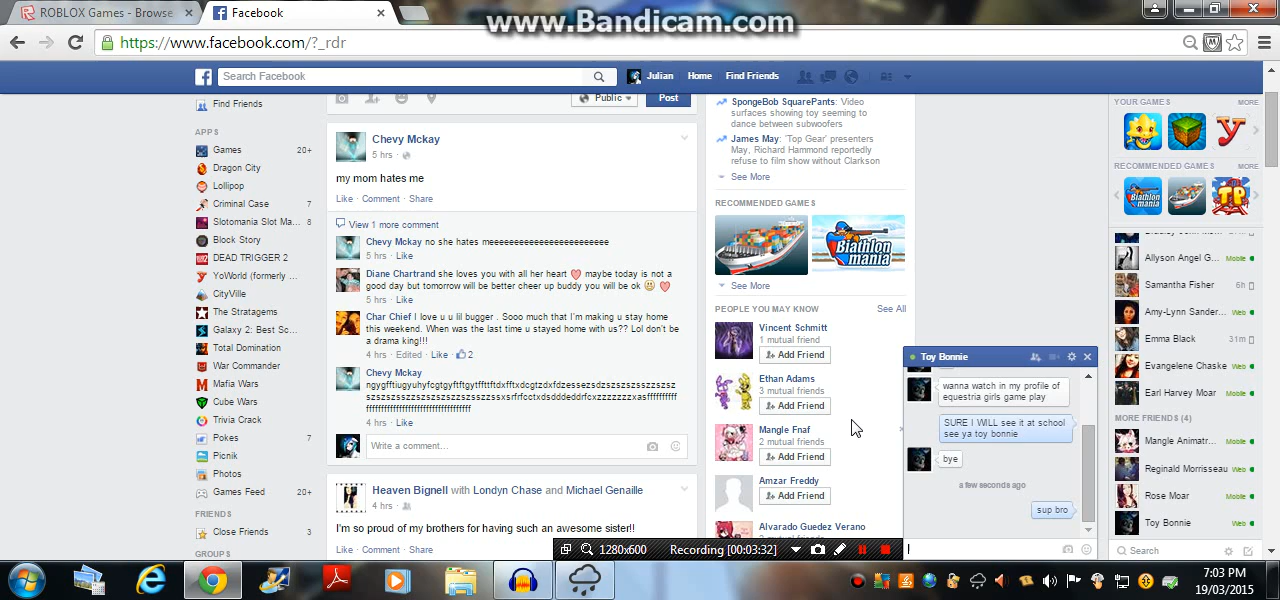 ROBLOX Games - Browse
Facebook
www.Bandicam.com
https://www.facebook.com/?_rdr
Search Facebook
Julian
Home
Find Friends
Find Friends
APPS
Games 20+
Dragon City
Lollipop
Criminal Case 7
Slotomania Slot Ma... 8
Block Story
DEAD TRIGGER 2
YoWorld (formerly ...
CityVille
The Stratagems
Galaxy 2: Best Sc...
Total Domination
War Commander
Mafia Wars
Cube Wars
Trivia Crack
Pokes 7
Picnik
Photos
Games Feed 20+
FRIENDS
Close Friends 3
GROUPS
Public
Post
Chevy Mckay
5 hrs ·
my mom hates me
Like · Comment · Share
View 1 more comment
Chevy Mckay no she hates meeeeeeeeeeeeeeeeeeeeeeee
5 hrs · Like
Diane Chartrand she loves you with all her heart maybe today is not a
good day but tomorrow will be better cheer up buddy you will be ok
5 hrs · Like
Char Chief I love u u lil bugger . Sooo much that I'm making u stay home
this weekend. When was the last time u stayed home with us?? Lol don't be
a drama king!!!
4 hrs · Edited · Like · 2
Chevy Mckay
4 hrs · Like
Write a comment...
Heaven Bignell with Londyn Chase and Michael Genaille
4 hrs ·
I'm so proud of my brothers for having such an awesome sister!!
Like · Comment · Share
SpongeBob SquarePants: Video
surfaces showing toy seeming to
dance between subwoofers
James May: 'Top Gear' presenters
May, Richard Hammond reportedly
refuse to film show without Clarkson
See More
RECOMMENDED GAMES
Biathlon
mania
See More
PEOPLE YOU MAY KNOW See All
Vincent Schmitt
1 mutual friend
Add Friend
Ethan Adams
3 mutual friends
Add Friend
Mangle Fnaf
2 mutual friends
Add Friend
Amzar Freddy
Add Friend
Alvarado Guedez Verano
2 mutual friends
Toy Bonnie
wanna watch in my profile of
equestria girls game play
SURE I WILL see it at school
see ya toy bonnie
bye
a few seconds ago
sup bro
YOUR GAMES MORE
RECOMMENDED GAMES MORE
Allyson Angel G... Mobile
Samantha Fisher 6h
Amy-Lynn Sander... Web
Emma Black 31m
Evangelene Chaske Web
Earl Harvey Moar Mobile
MORE FRIENDS (4)
Mangle Animatr... Mobile
Reginald Morrisseau Web
Rose Moar Mobile
Toy Bonnie Web
Search
1280x600 Recording [00:03:32]
7:03 PM
19/03/2015